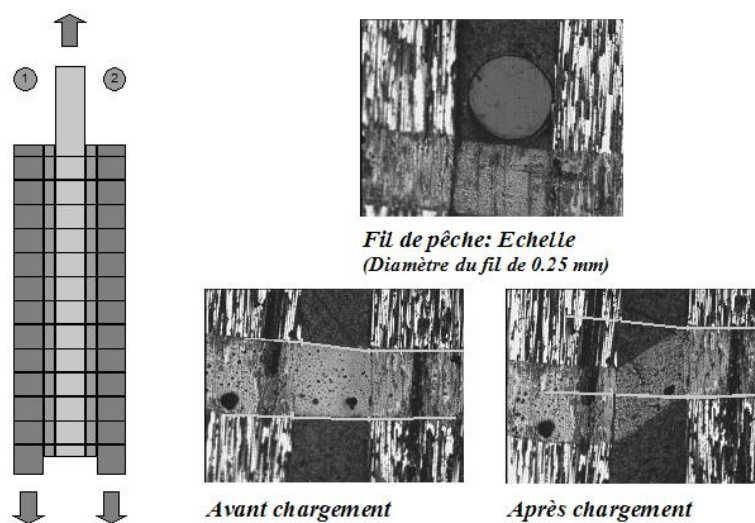 1 2
Fil de pêche: Echelle
(Diamètre du fil de 0.25 mm)
Avant chargement
Après chargement